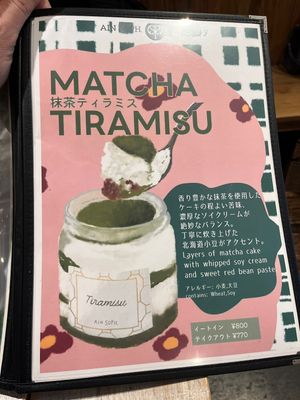 AIN SOPH.
MATCHA
抹茶ティラミス
TIRAMISU
香り豊かな抹茶を使用した
ケーキの程よい苦味、
濃厚なソイクリームが
絶妙なバランス。
丁寧に炊き上げた
北海道小豆がアクセント。
Layers of matcha cake
with whipped soy cream
and sweet red bean paste
アレルギー: 小麦,大豆
contains: Wheat,Soy
Tiramisu
AIN SOPH.
イートイン ¥800
テイクアウト ¥770